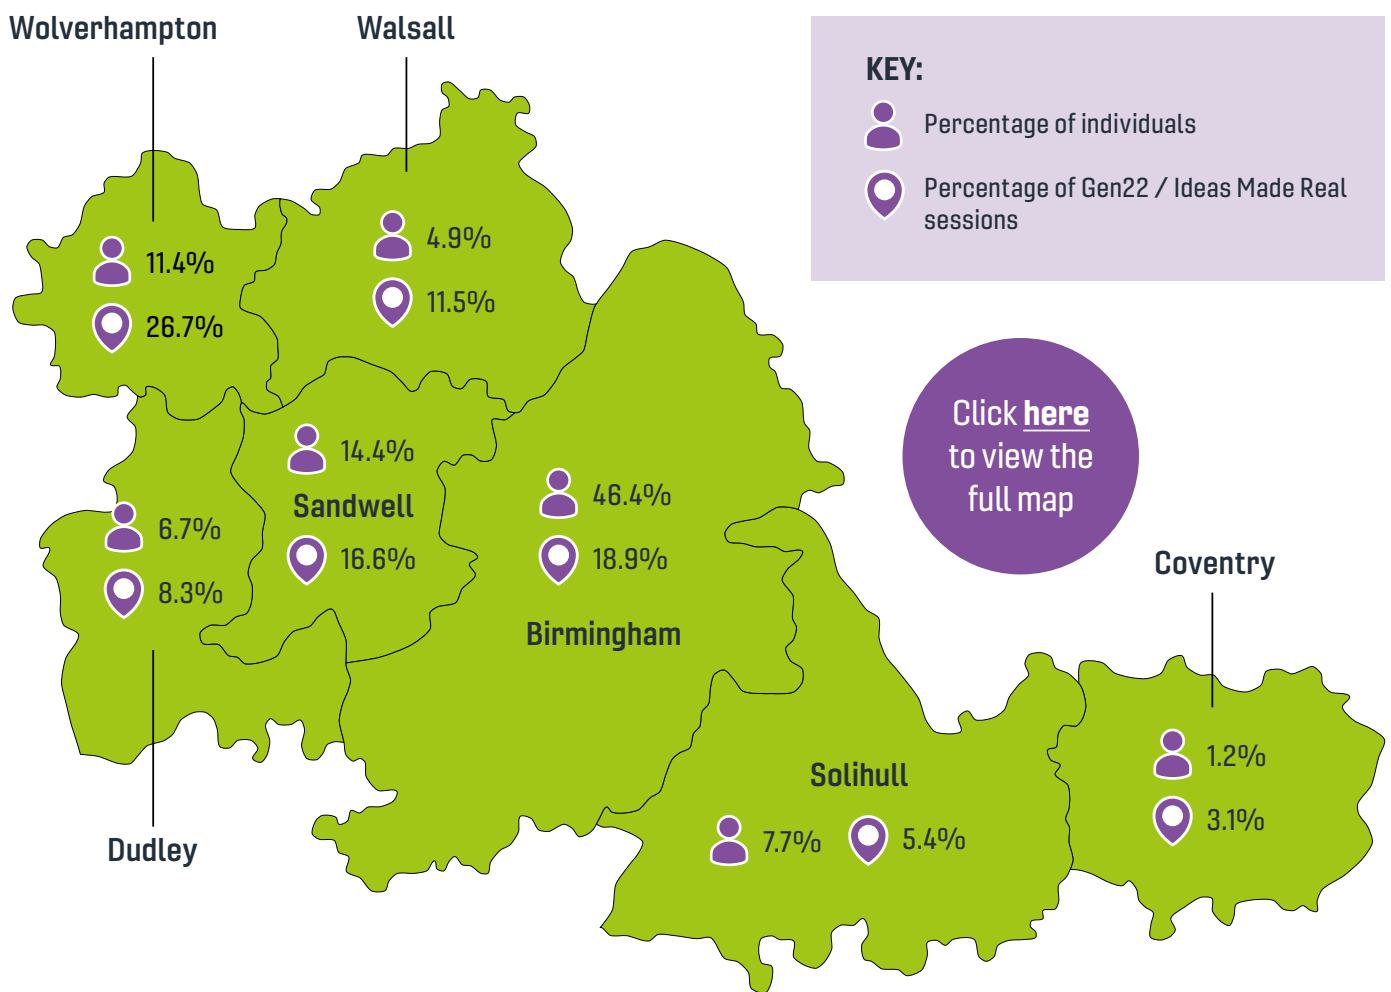 Wolverhampton
Walsall
KEY:
Percentage of individuals
Percentage of Gen22 / Ideas Made Real
sessions
11.4%
26.7%
4.9%
11.5%
14.4%
Sandwell
16.6%
46.4%
18.9%
Birmingham
6.7%
8.3%
Dudley
Click here
to view the
full map
Coventry
1.2%
3.1%
Solihull
7.7%
5.4%